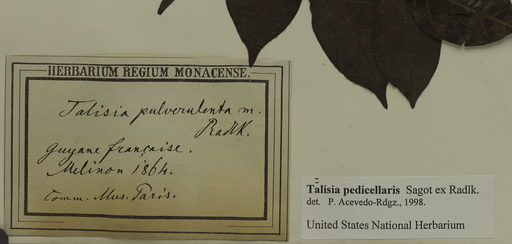 HERBARIUM REGIUM MONACENSE.
Talisia pulverulenta m.
Radlk.
Guyane française.
Melinon 1864.
Comm. Mus. Paris.
Talisia pedicellaris Sagot ex Radlk.
det. P. Acevedo-Rdgz., 1998.
United States National Herbarium